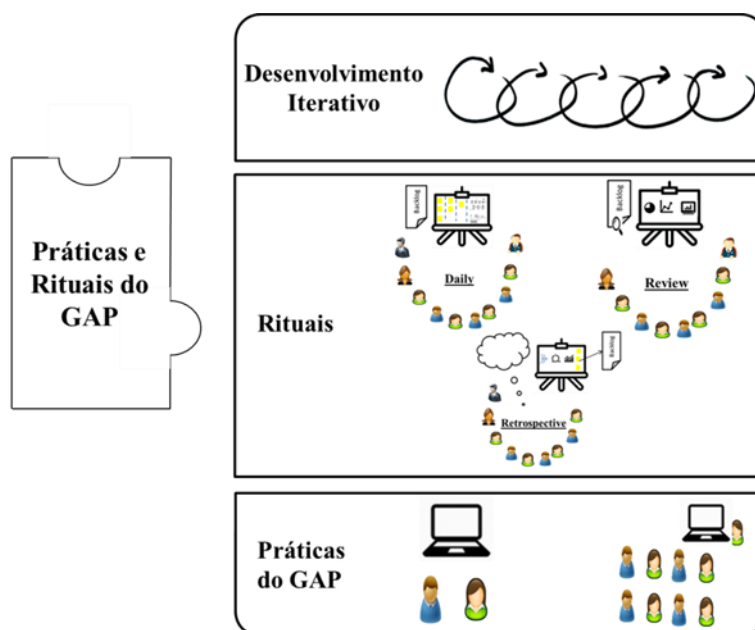 Práticas e
Rituais do
GAP
Desenvolvimento
Iterativo
Rituais
Backlog
Daily
Backlog
Review
Backlog
Retrospective
Práticas
do GAP